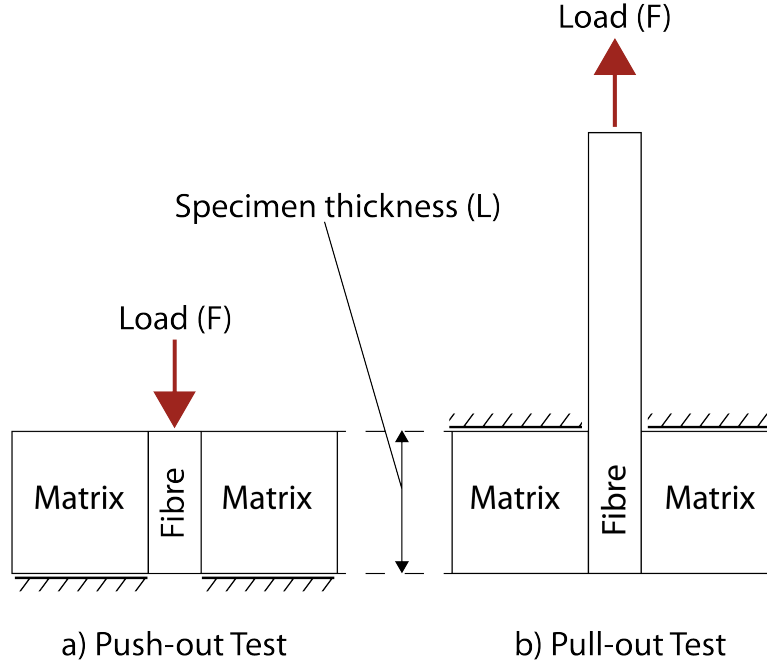 Load (F)
Specimen thickness (L)
Load (F)
Matrix
Fibre
Matrix
Matrix
Fibre
Matrix
a) Push-out Test
b) Pull-out Test